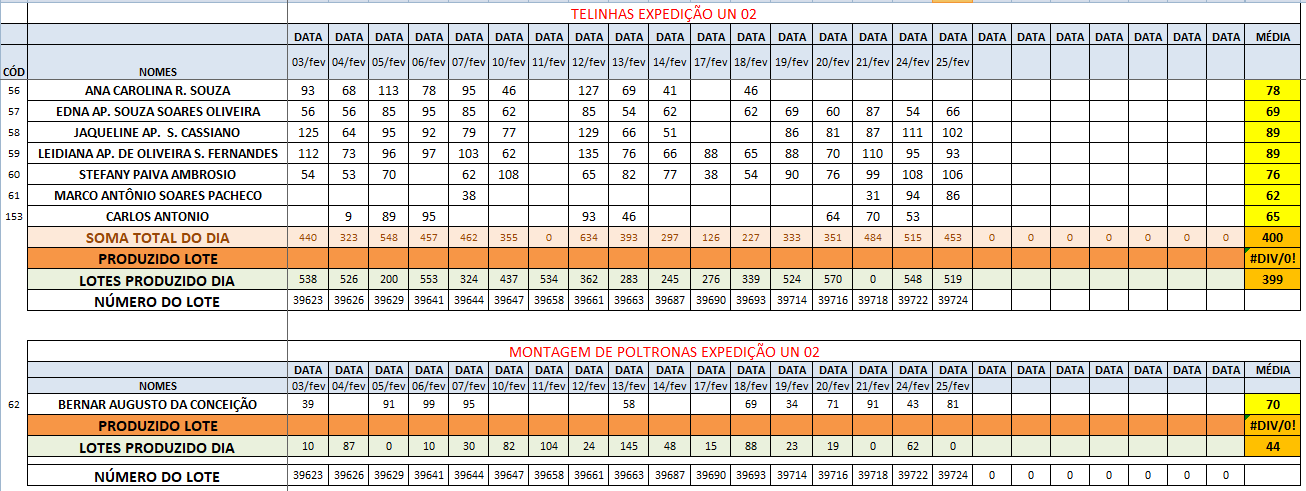 TELINHAS EXPEDIÇÃO UN 02
DATA DATA DATA DATA DATA DATA DATA DATA DATA DATA DATA DATA DATA DATA DATA DATA DATA DATA DATA DATA DATA DATA DATA DATA MÉDIA
CÓD NOMES 03/fev 04/fev 05/fev 06/fev 07/fev 10/fev 11/fev 12/fev 13/fev 14/fev 17/fev 18/fev 19/fev 20/fev 21/fev 24/fev 25/fev
56 ANA CAROLINA R. SOUZA 93 68 113 78 95 46 127 69 41 46 78
57 EDNA AP. SOUZA SOARES OLIVEIRA 56 56 85 95 85 62 85 54 62 62 69 60 87 54 66 69
58 JAQUELINE AP. S. CASSIANO 125 64 95 92 79 77 129 66 51 86 81 87 111 102 89
59 LEIDIANA AP. DE OLIVEIRA S. FERNANDES 112 73 96 97 103 62 135 76 66 88 65 88 70 110 95 93 89
60 STEFANY PAIVA AMBROSIO 54 53 70 62 108 65 82 77 38 54 90 76 99 108 106 76
61 MARCO ANTÔNIO SOARES PACHECO 38 31 94 86 62
153 CARLOS ANTONIO 9 89 95 93 46 64 70 53 65
SOMA TOTAL DO DIA 440 323 548 457 462 355 0 634 393 297 126 227 333 351 484 515 453 0 0 0 0 0 0 0 400
PRODUZIDO LOTE #DIV/0!
LOTES PRODUZIDO DIA 538 526 200 553 324 437 534 362 283 245 276 339 524 570 0 548 519 399
NÚMERO DO LOTE 39623 39626 39629 39641 39644 39647 39658 39661 39663 39687 39690 39693 39714 39716 39718 39722 39724
MONTAGEM DE POLTRONAS EXPEDIÇÃO UN 02
DATA DATA DATA DATA DATA DATA DATA DATA DATA DATA DATA DATA DATA DATA DATA DATA DATA DATA DATA DATA DATA DATA DATA DATA MÉDIA
NOMES 03/fev 04/fev 05/fev 06/fev 07/fev 10/fev 11/fev 12/fev 13/fev 14/fev 17/fev 18/fev 19/fev 20/fev 21/fev 24/fev 25/fev
62 BERNAR AUGUSTO DA CONCEIÇÃO 39 91 99 95 58 69 34 71 91 43 81 70
PRODUZIDO LOTE #DIV/0!
LOTES PRODUZIDO DIA 10 87 0 10 30 82 104 24 145 48 15 88 23 19 0 62 0 44
NÚMERO DO LOTE 39623 39626 39629 39641 39644 39647 39658 39661 39663 39687 39690 39693 39714 39716 39718 39722 39724 0 0 0 0 0 0 0